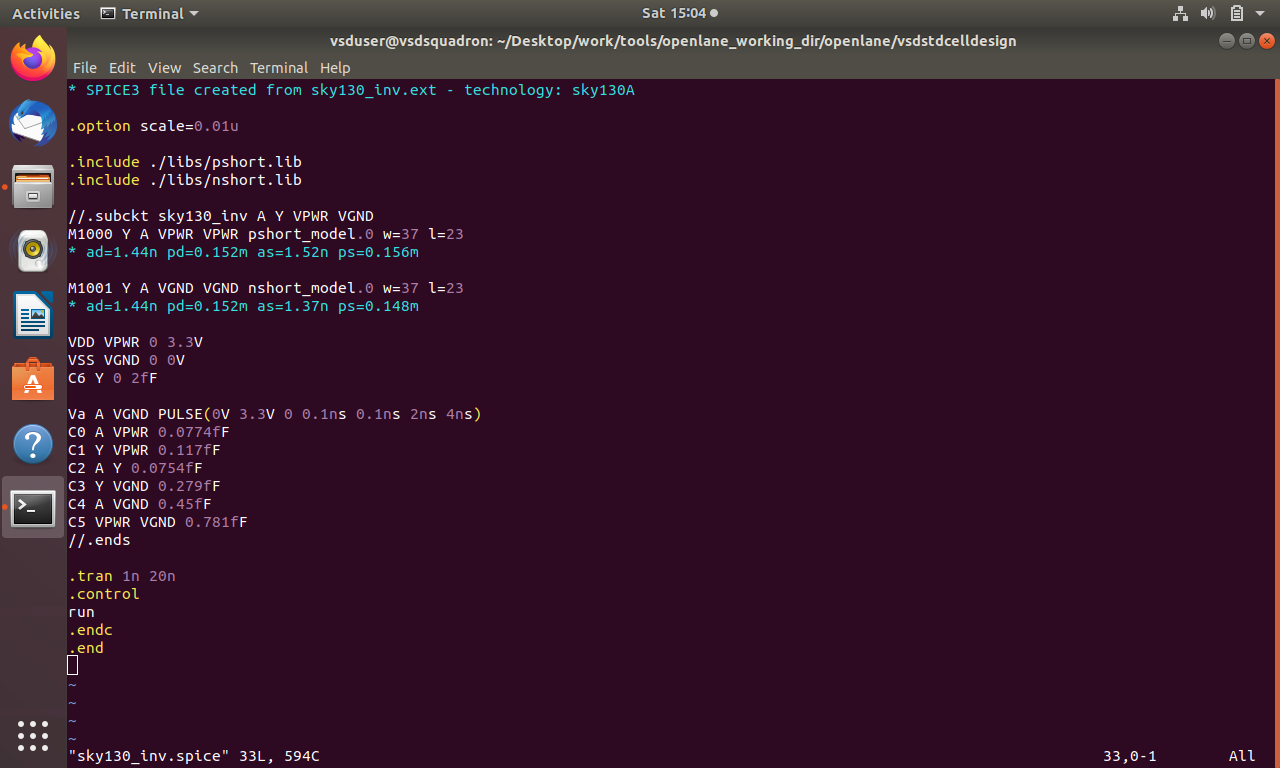 Activities Terminal Sat 15:04
vsduser@vsdsquadron: ~/Desktop/work/tools/openlane_working_dir/openlane/vsdstdcelldesign
File Edit View Search Terminal Help
* SPICE3 file created from sky130_inv.ext - technology: sky130A
.option scale=0.01u
.include ./libs/pshort.lib
.include ./libs/nshort.lib
//.subckt sky130_inv A Y VPWR VGND
M1000 Y A VPWR VPWR pshort_model.0 w=37 l=23
* ad=1.44n pd=0.152m as=1.52n ps=0.156m
M1001 Y A VGND VGND nshort_model.0 w=37 l=23
* ad=1.44n pd=0.152m as=1.37n ps=0.148m
VDD VPWR 0 3.3V
VSS VGND 0 0V
C6 Y 0 2fF
Va A VGND PULSE(0V 3.3V 0 0.1ns 0.1ns 2ns 4ns)
C0 A VPWR 0.0774fF
C1 Y VPWR 0.117fF
C2 A Y 0.0754fF
C3 Y VGND 0.279fF
C4 A VGND 0.45fF
C5 VPWR VGND 0.781fF
//.ends
.tran 1n 20n
.control
run
.endc
.end
~
~
~
~
"sky130_inv.spice" 33L, 594C 33,0-1 All